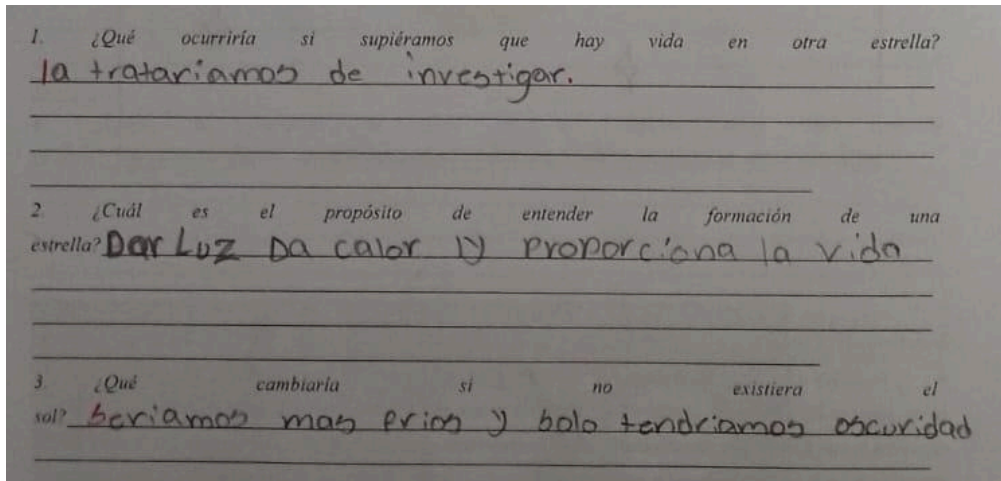 1. ¿Qué ocurriría si supiéramos que hay vida en otra estrella?
la tratariamos de investigar.
2. ¿Cuál es el propósito de entender la formación de una
estrella? Dar Luz Da calor y proporciona la vida
3. ¿Qué cambiaría si no existiera el
sol? seriamos mas frios y solo tendriamos oscuridad